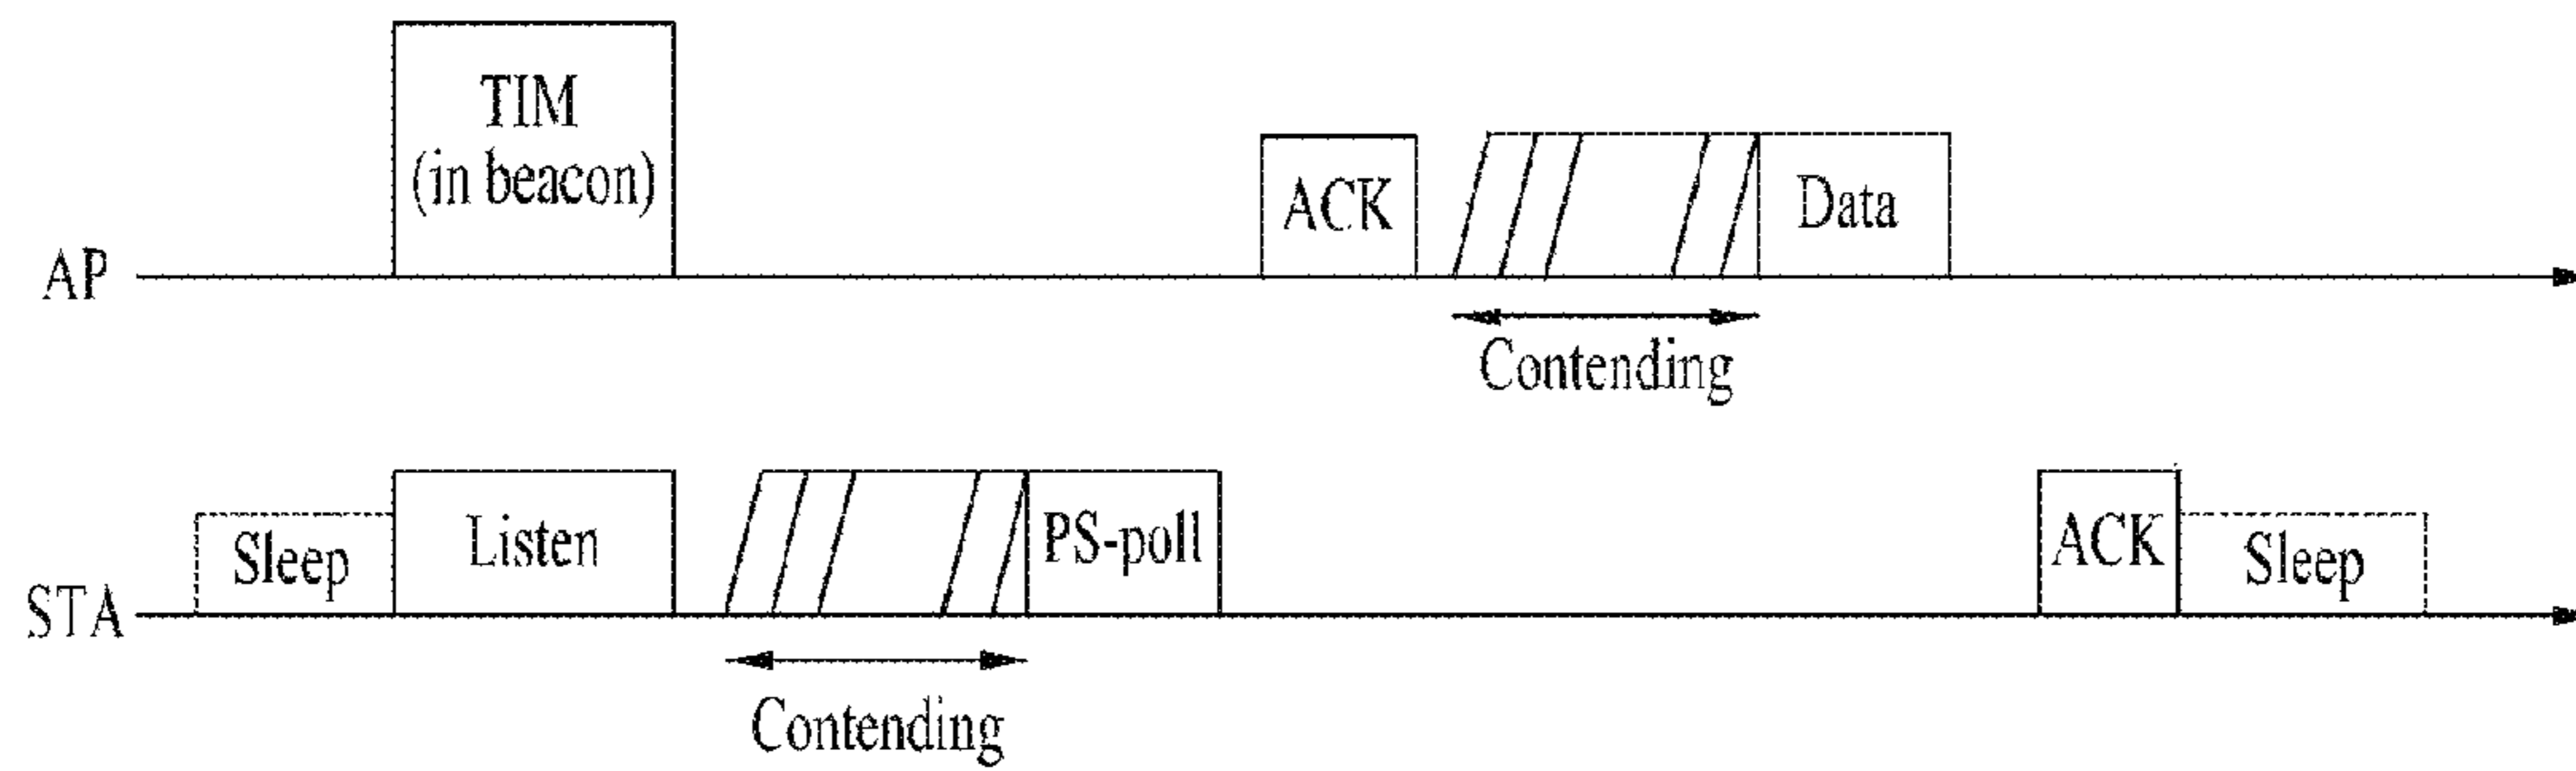 TIM
(in beacon)
ACK
Data
AP
Contending
Sleep
Listen
PS-poll
ACK
Sleep
STA
Contending